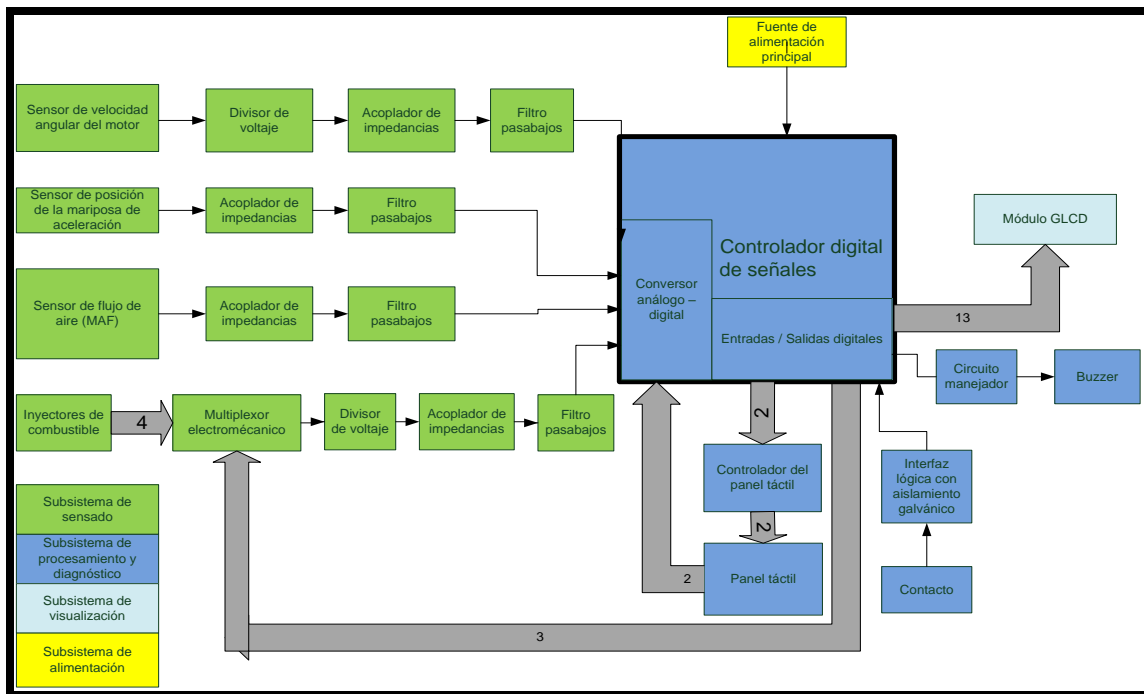 Fuente de
alimentación
principal
Sensor de velocidad
angular del motor
Divisor de
voltaje
Acoplador de
impedancias
Filtro
pasabajos
Sensor de posición
de la mariposa de
aceleración
Acoplador de
impedancias
Filtro
pasabajos
Sensor de flujo de
aire (MAF)
Acoplador de
impedancias
Filtro
pasabajos
Controlador digital
de señales
Conversor
análogo –
digital
Entradas / Salidas digitales
Módulo GLCD
13
Circuito
manejador
Buzzer
Inyectores de
combustible
4
Multiplexor
electromécanico
Divisor
de voltaje
Acoplador de
impedancias
Filtro
pasabajos
2
Controlador del
panel táctil
2
Panel táctil
2
Interfaz
lógica con
aislamiento
galvánico
Contacto
3
Subsistema de
sensado
Subsistema de
procesamiento y
diagnóstico
Subsistema de
visualización
Subsistema de
alimentación